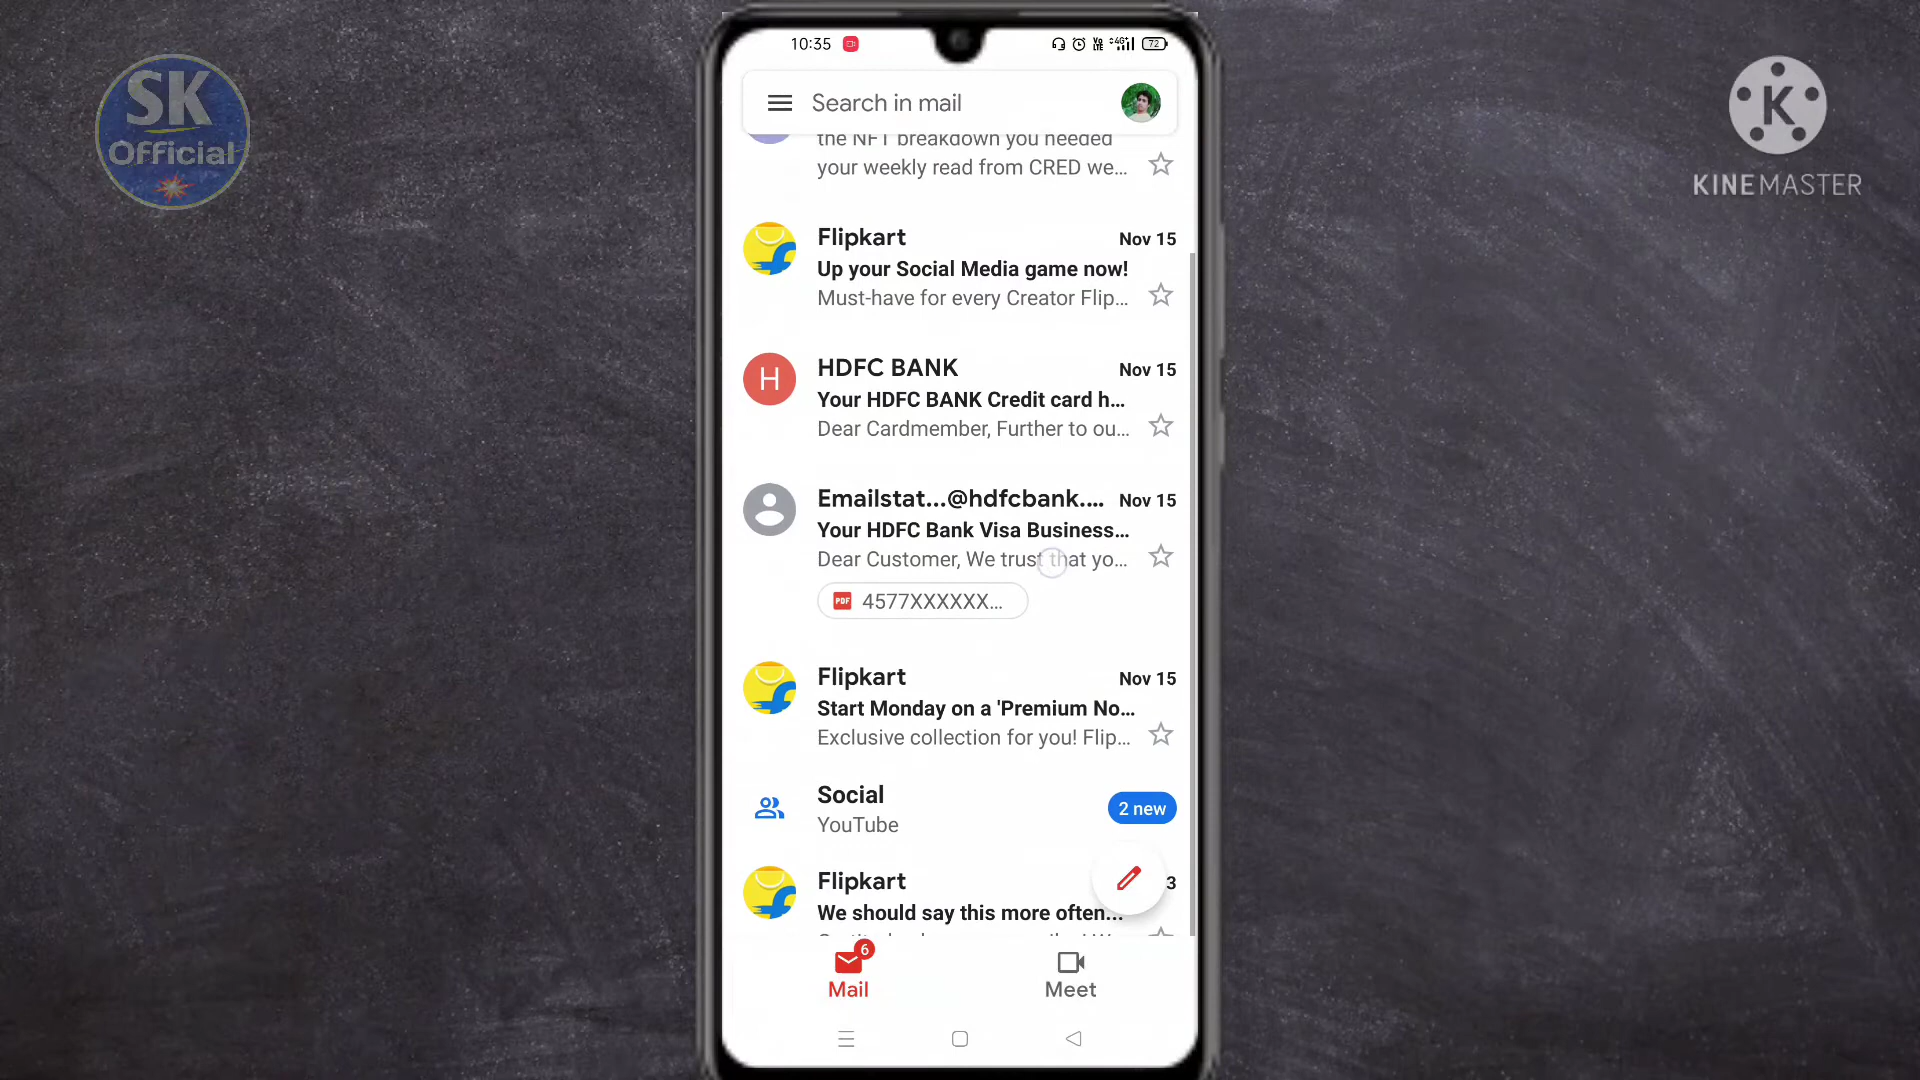 SK
Official
KINEMASTER
10:35
72
Search in mail
the NFT breakdown you needed
your weekly read from CRED we...
Flipkart
Nov 15
Up your Social Media game now!
Must-have for every Creator Flip...
H
HDFC BANK
Nov 15
Your HDFC BANK Credit card h...
Dear Cardmember, Further to ou...
Emailstat...@hdfcbank....
Nov 15
Your HDFC Bank Visa Business...
Dear Customer, We trust that yo...
PDF 4577XXXXXX...
Flipkart
Nov 15
Start Monday on a 'Premium No...
Exclusive collection for you! Flip...
Social
2 new
YouTube
Flipkart
3
We should say this more often...
6
Mail
Meet